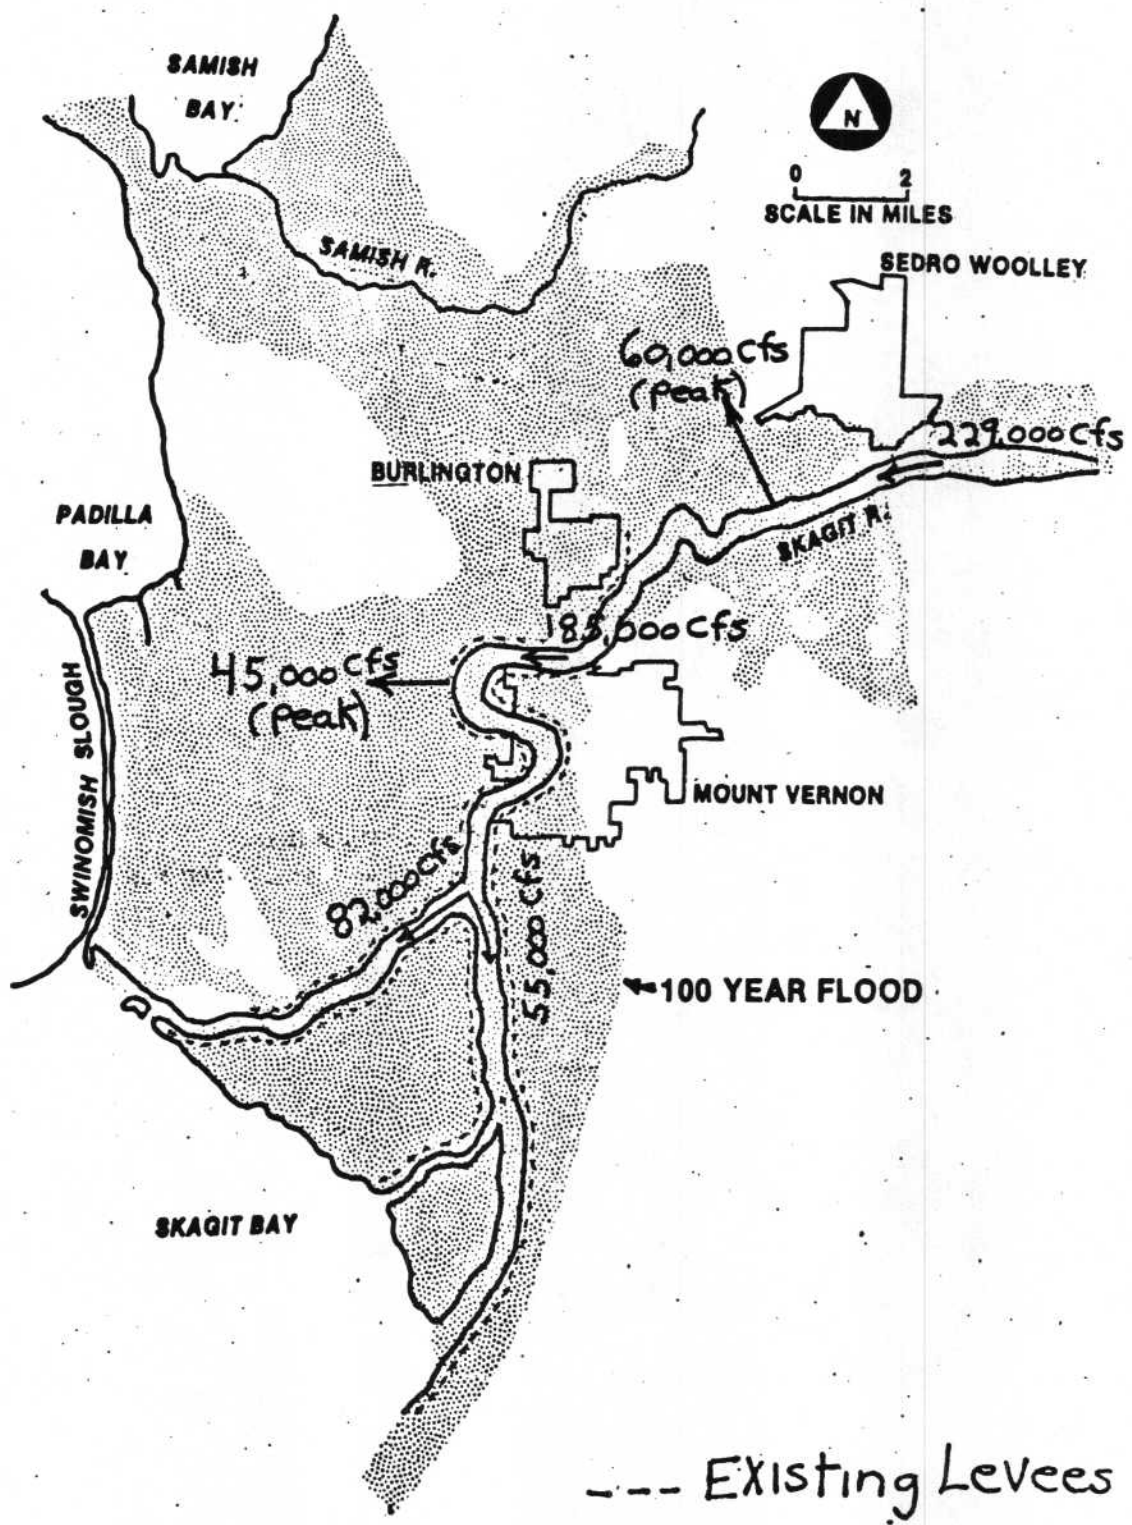 SAMISH
BAY
N
0 2
SCALE IN MILES
SAMISH R.
SEDRO WOOLLEY
60,000 cfs
(peak)
229,000 cfs
BURLINGTON
SKAGIT R.
PADILLA
BAY
185,000 cfs
45,000 cfs
(peak)
SWINOMISH SLOUGH
MOUNT VERNON
82,000 cfs
55,000 cfs
100 YEAR FLOOD
SKAGIT BAY
--- Existing Levees